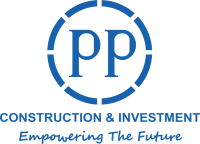 PP
CONSTRUCTION & INVESTMENT
Empowering The Future